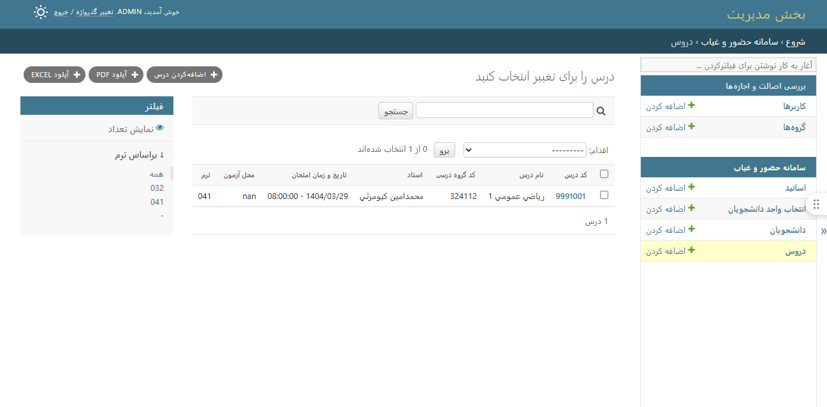 بخش مدیریت
خوش آمدید، ADMIN. تغییر گذرواژه / خروج
شروع › سامانه حضور و غیاب › دروس
آغاز به کار نوشتن برای فیلترکردن ...
بررسی اصالت و اجازه‌ها
کاربرها اضافه کردن
گروه‌ها اضافه کردن
سامانه حضور و غیاب
اساتید اضافه کردن
انتخاب واحد دانشجویان اضافه کردن
دانشجویان اضافه کردن
دروس اضافه کردن
»
درس را برای تغییر انتخاب کنید
اضافه‌کردن درس
آپلود PDF
آپلود EXCEL
جستجو
اقدام: --------- برو 0 از 1 انتخاب شده‌اند
کد درس نام درس کد گروه درسی استاد تاریخ و زمان امتحان محل آزمون ترم
9991001 ریاضي عمومي 1 324112 محمدامین کیومرثي 1404/03/29 - 08:00:00 nan 041
1 درس
فیلتر
نمایش تعداد
↓ براساس ترم
همه
032
041
-